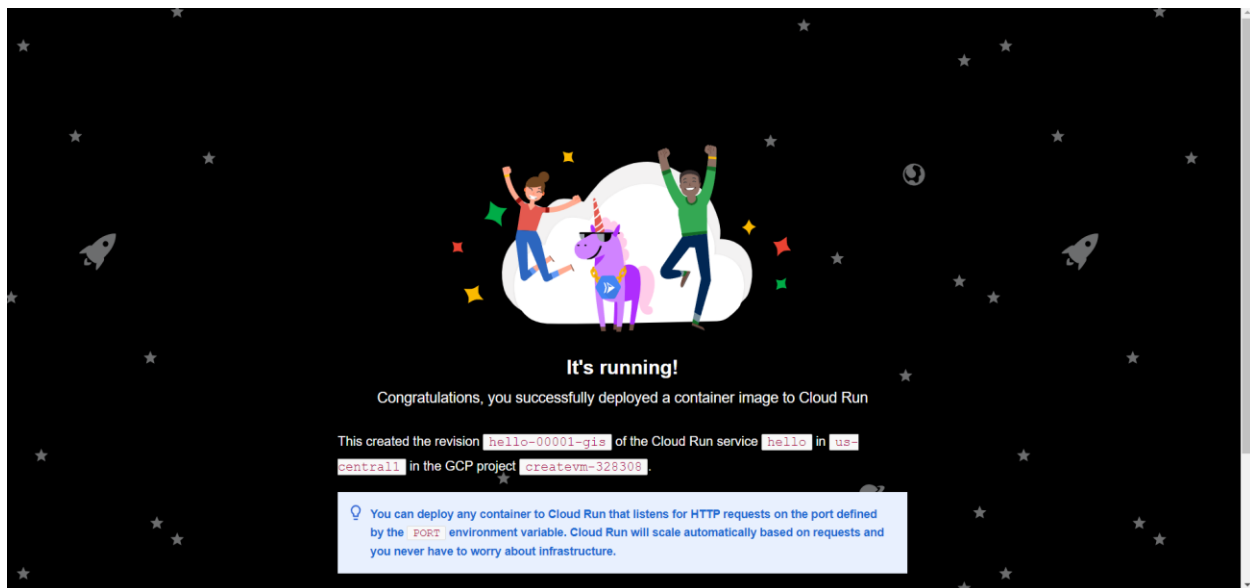 It's running!
Congratulations, you successfully deployed a container image to Cloud Run
This created the revision hello-00001-gis of the Cloud Run service hello in us-
central1 in the GCP project createvm-328308.
You can deploy any container to Cloud Run that listens for HTTP requests on the port defined
by the PORT environment variable. Cloud Run will scale automatically based on requests and
you never have to worry about infrastructure.